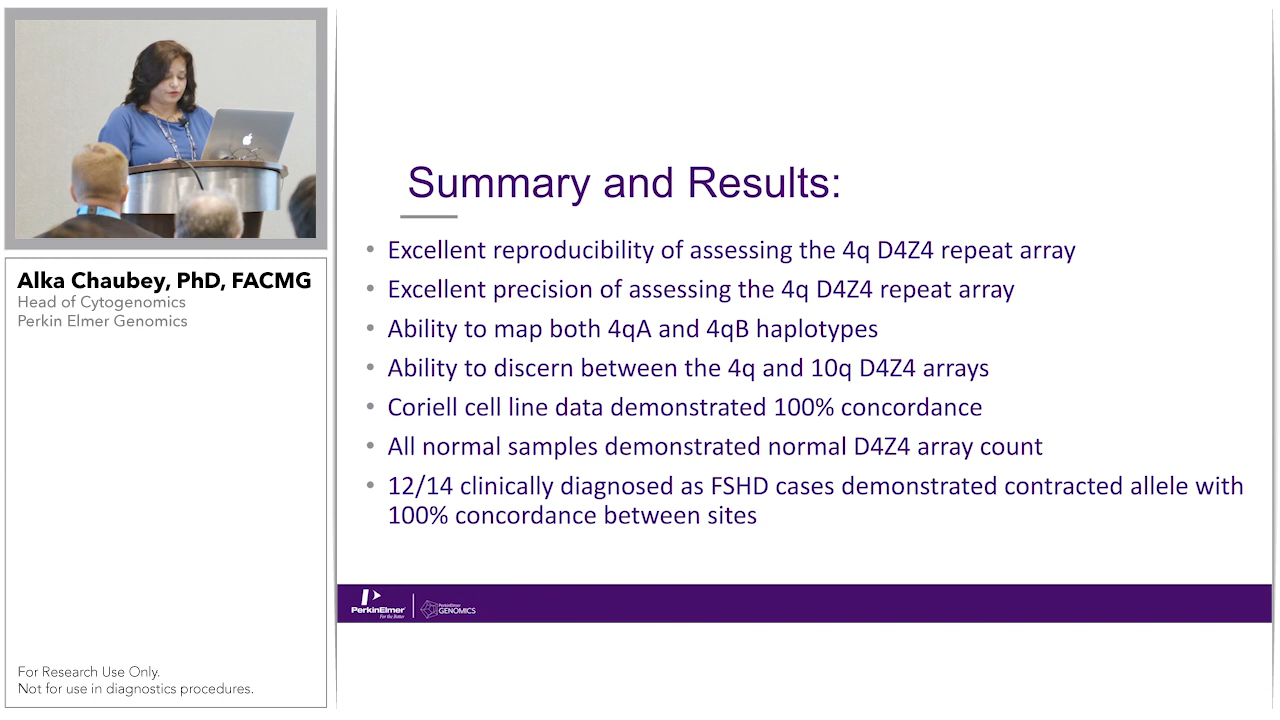 Alka Chaubey, PhD, FACMG
Head of Cytogenomics
Perkin Elmer Genomics
For Research Use Only.
Not for use in diagnostics procedures.
Summary and Results:
• Excellent reproducibility of assessing the 4q D4Z4 repeat array
• Excellent precision of assessing the 4q D4Z4 repeat array
• Ability to map both 4qA and 4qB haplotypes
• Ability to discern between the 4q and 10q D4Z4 arrays
• Coriell cell line data demonstrated 100% concordance
• All normal samples demonstrated normal D4Z4 array count
• 12/14 clinically diagnosed as FSHD cases demonstrated contracted allele with
100% concordance between sites
PerkinElmer
For the Better
PerkinElmer
GENOMICS